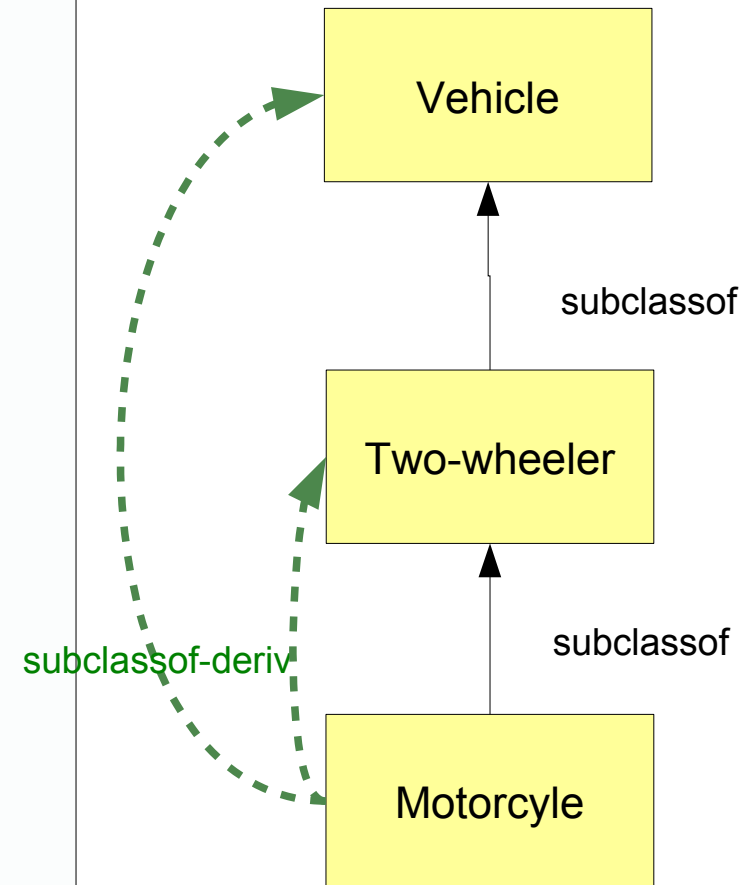 Vehicle
subclassof
Two-wheeler
subclassof
subclassof-deriv
Motorcyle